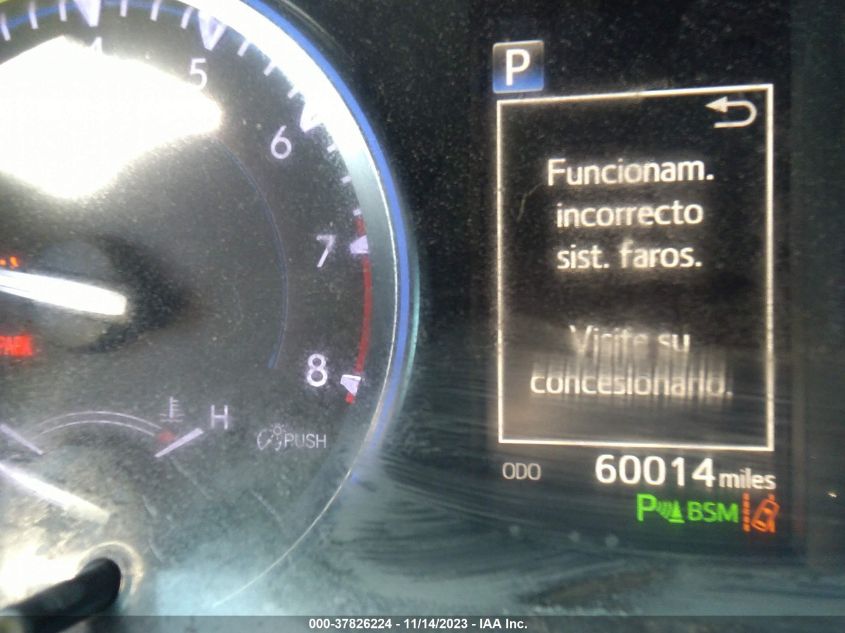 4
5
6
7
8
H
PUSH
P
Funcionam.
incorrecto
sist. faros.
Visite su
concesionario.
ODO 60014 miles
P BSM
000-37826224 - 11/14/2023 - IAA Inc.